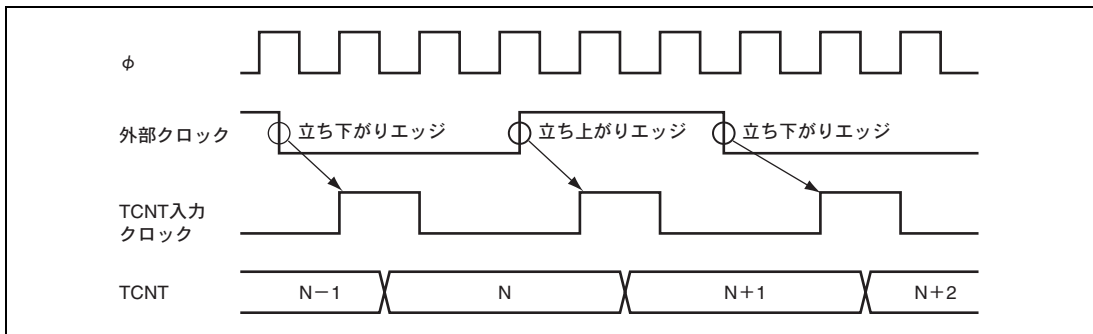 φ
外部クロック
立ち下がりエッジ
立ち上がりエッジ
立ち下がりエッジ
TCNT入力
クロック
TCNT
N−1
N
N+1
N+2